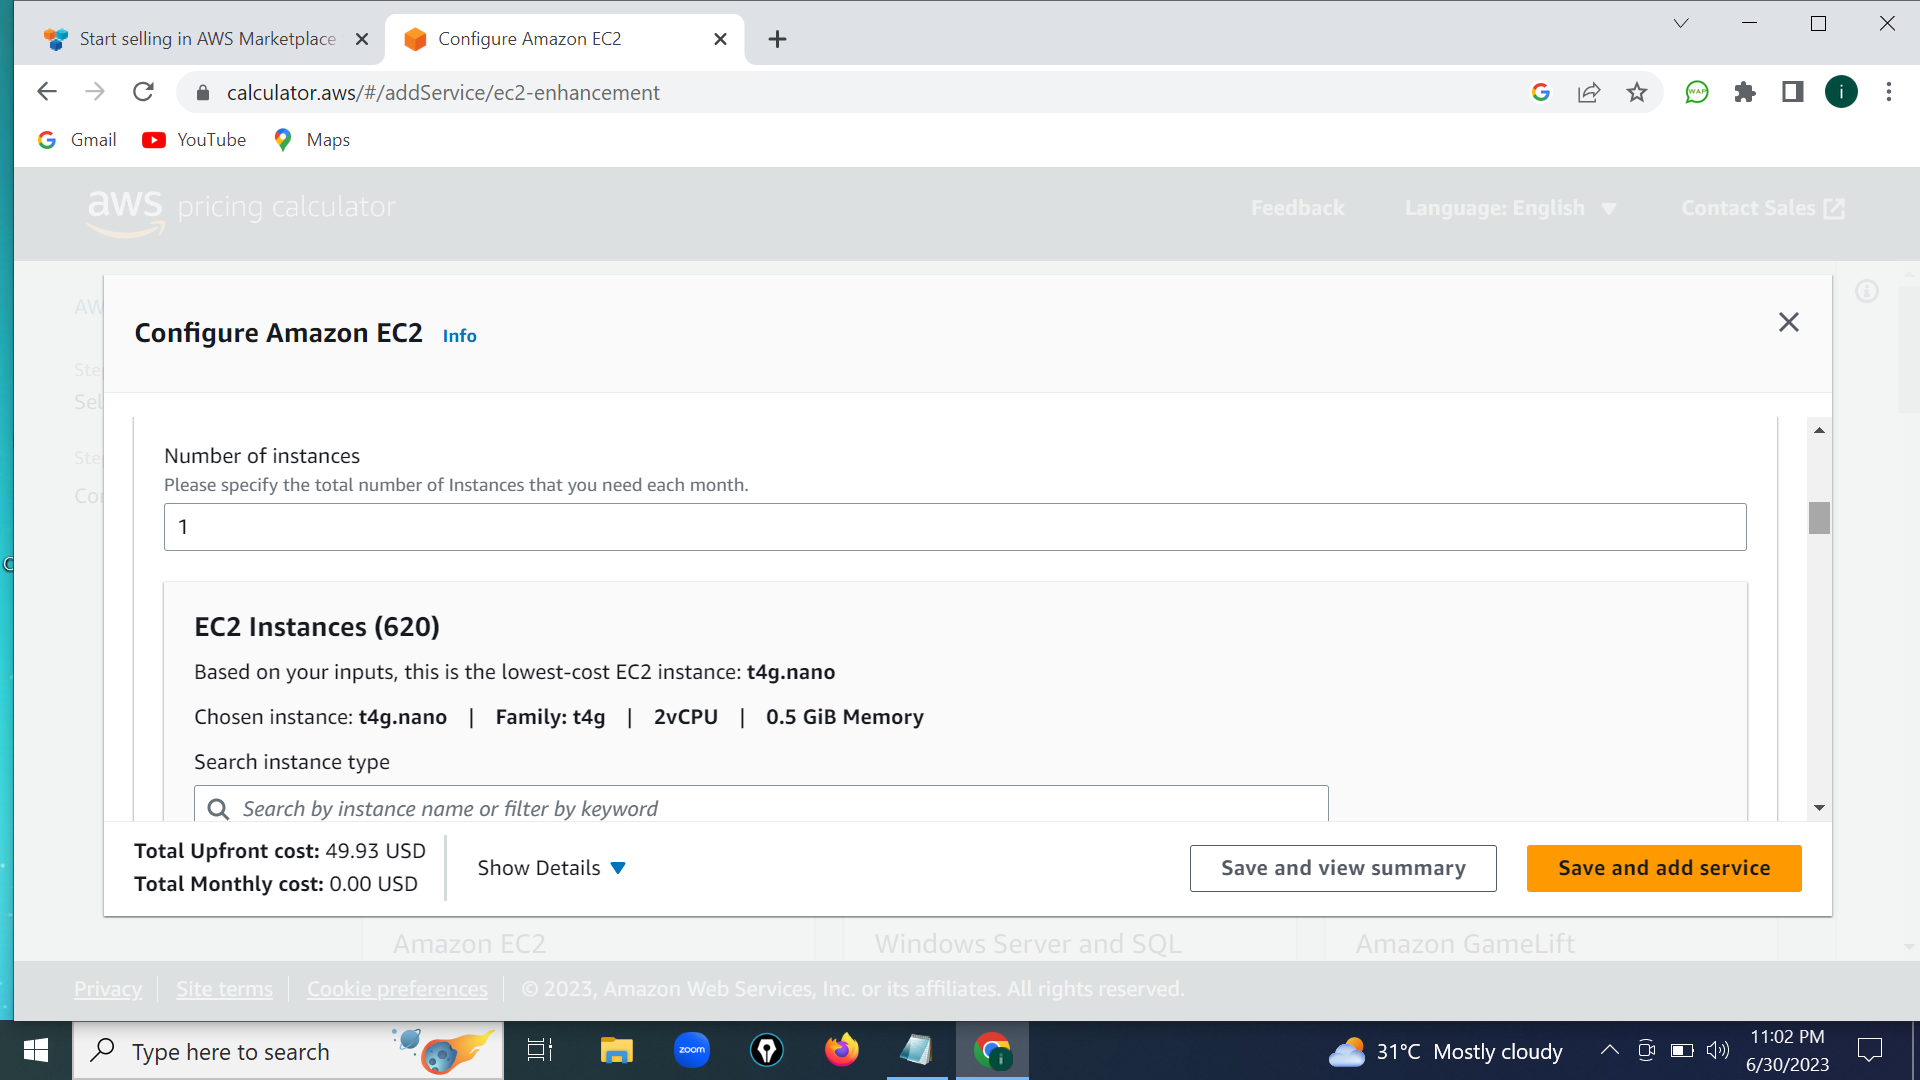 Start selling in AWS Marketplace
Configure Amazon EC2
calculator.aws/#/addService/ec2-enhancement
WAP
i
Gmail
YouTube
Maps
aws pricing calculator
Feedback
Language: English
Contact Sales
AW
Configure Amazon EC2
Info
Ste
Sel
Ste
Cor
Number of instances
Please specify the total number of Instances that you need each month.
1
EC2 Instances (620)
Based on your inputs, this is the lowest-cost EC2 instance: t4g.nano
Chosen instance: t4g.nano | Family: t4g | 2vCPU | 0.5 GiB Memory
Search instance type
Search by instance name or filter by keyword
Total Upfront cost: 49.93 USD
Total Monthly cost: 0.00 USD
Show Details
Save and view summary
Save and add service
Amazon EC2
Windows Server and SQL
Amazon GameLift
Privacy
Site terms
Cookie preferences
© 2023, Amazon Web Services, Inc. or its affiliates. All rights reserved.
Type here to search
zoom
i
31°C Mostly cloudy
11:02 PM
6/30/2023